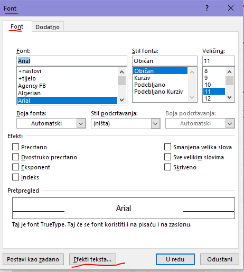 Font
Font Dodatno
Font: Stil fonta: Veličina:
Arial Običan 11
+naslovi
+tijelo
Agency FB
Algerian
Arial
Običan
Kurziv
Podebljano
Podebljano Kurziv
8
9
10
11
12
Boja fonta: Stil podcrtavanja: Boja podcrtavanja:
Automatski (ništa) Automatski
Efekti
Precrtano Smanjena velika slova
Dvostruko precrtano Sve velikim slovima
Eksponent Skriveno
Indeks
Pretpregled
Arial
Taj je font TrueType. Taj će se font koristiti i na pisaču i na zaslonu.
Postavi kao zadano Efekti teksta... U redu Odustani